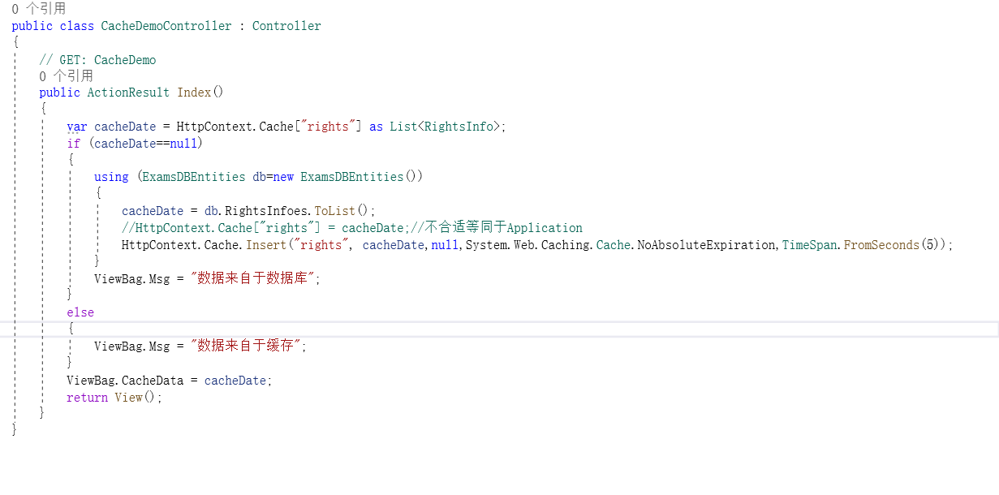 0 个引用
public class CacheDemoController : Controller
{
// GET: CacheDemo
0 个引用
public ActionResult Index()
{
var cacheDate = HttpContext.Cache["rights"] as List<RightsInfo>;
if (cacheDate==null)
{
using (ExamsDBEntities db=new ExamsDBEntities())
{
cacheDate = db.RightsInfoes.ToList();
//HttpContext.Cache["rights"] = cacheDate;//不合适等同于Application
HttpContext.Cache.Insert("rights", cacheDate,null,System.Web.Caching.Cache.NoAbsoluteExpiration,TimeSpan.FromSeconds(5));
}
ViewBag.Msg = "数据来自于数据库";
}
else
{
ViewBag.Msg = "数据来自于缓存";
}
ViewBag.CacheData = cacheDate;
return View();
}
}